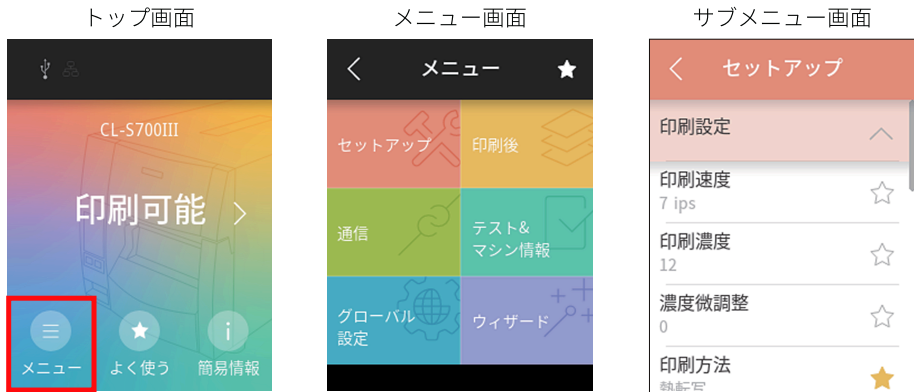 トップ画面
メニュー画面
サブメニュー画面
CL-S700III
印刷可能
メニュー
よく使う
簡易情報
メニュー
セットアップ
印刷後
通信
テスト&
マシン情報
グローバル
設定
ウィザード
セットアップ
印刷設定
印刷速度
7 ips
印刷濃度
12
濃度微調整
0
印刷方法
熱転写